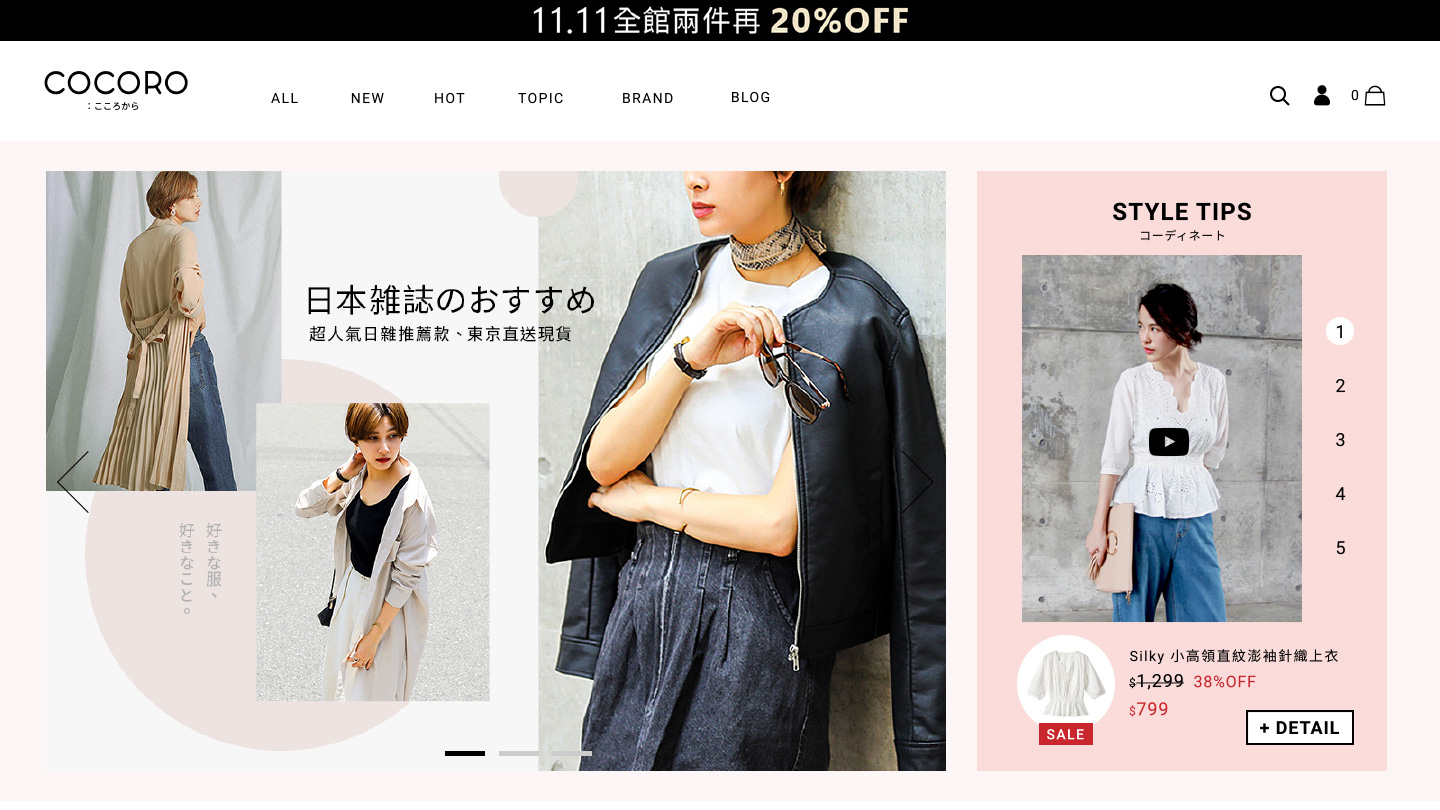 11.11全館兩件再 20%OFF
COCORO
：こころから
ALL
NEW
HOT
TOPIC
BRAND
BLOG
0
日本雑誌のおすすめ
超人氣日雜推薦款、東京直送現貨
好きな服、
好きなこと。
STYLE TIPS
コーディネート
1
2
3
4
5
Silky 小高領直紋澎袖針織上衣
$1,299 38%OFF
$799
SALE
+ DETAIL